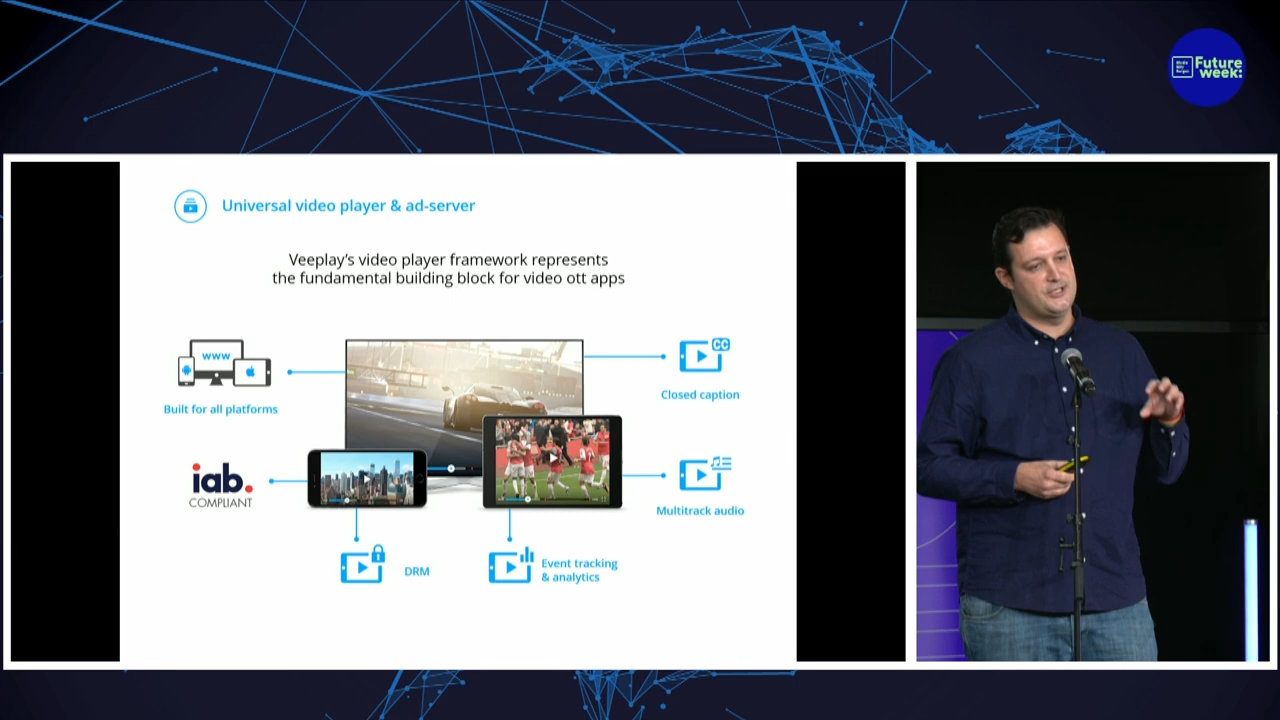 Future
week:
Universal video player & ad-server
Veeplay's video player framework represents
the fundamental building block for video ott apps
www
Built for all platforms
CC
Closed caption
iab.
COMPLIANT
Multitrack audio
DRM
Event tracking
& analytics